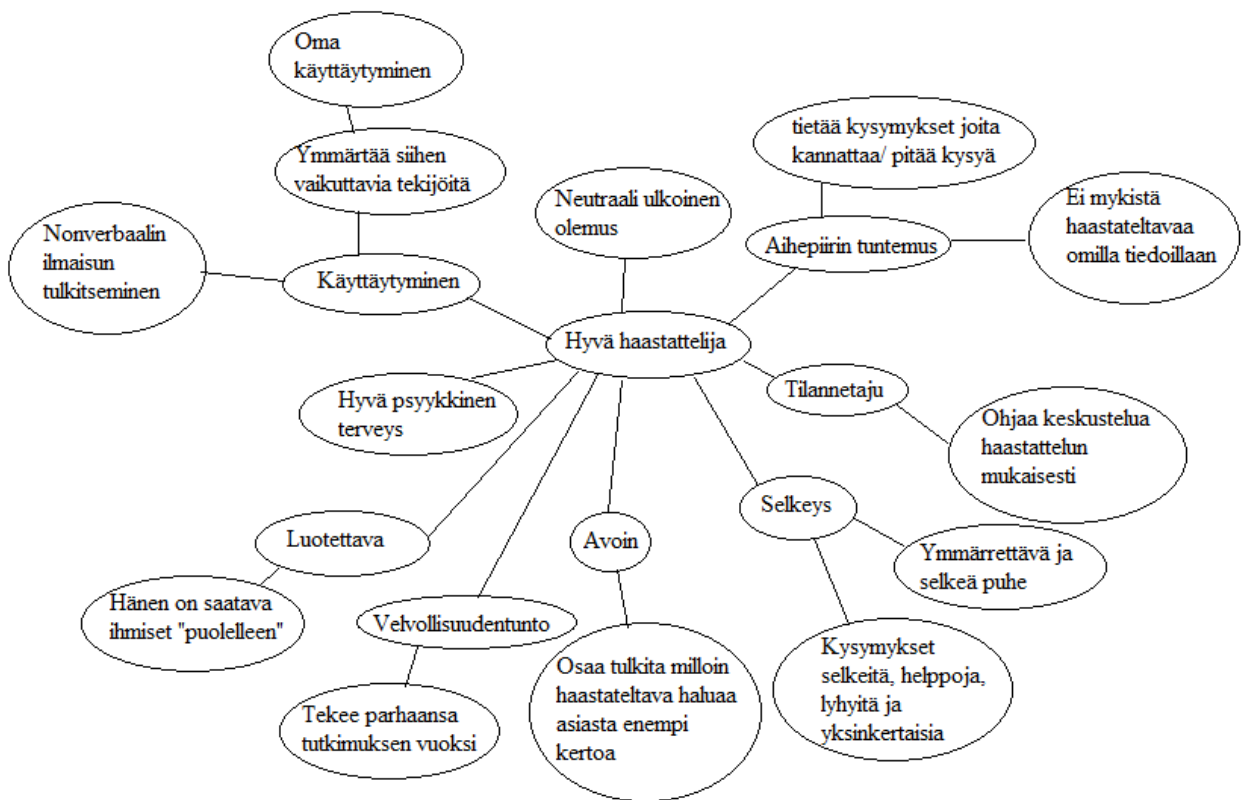 Oma
käyttäytyminen
Ymmärtää siihen
vaikuttavia tekijöitä
Nonverbaalin
ilmaisun
tulkitseminen
Käyttäytyminen
Neutraali ulkoinen
olemus
tietää kysymykset joita
kannattaa/ pitää kysyä
Aihepiirin tuntemus
Ei mykistä
haastateltavaa
omilla tiedoillaan
Hyvä haastattelija
Hyvä psyykkinen
terveys
Tilannetaju
Ohjaa keskustelua
haastattelun
mukaisesti
Luotettava
Hänen on saatava
ihmiset "puolelleen"
Velvollisuudentunto
Tekee parhaansa
tutkimuksen vuoksi
Avoin
Osaa tulkita milloin
haastateltava haluaa
asiasta enempi
kertoa
Selkeys
Ymmärrettävä ja
selkeä puhe
Kysymykset
selkeitä, helppoja,
lyhyitä ja
yksinkertaisia